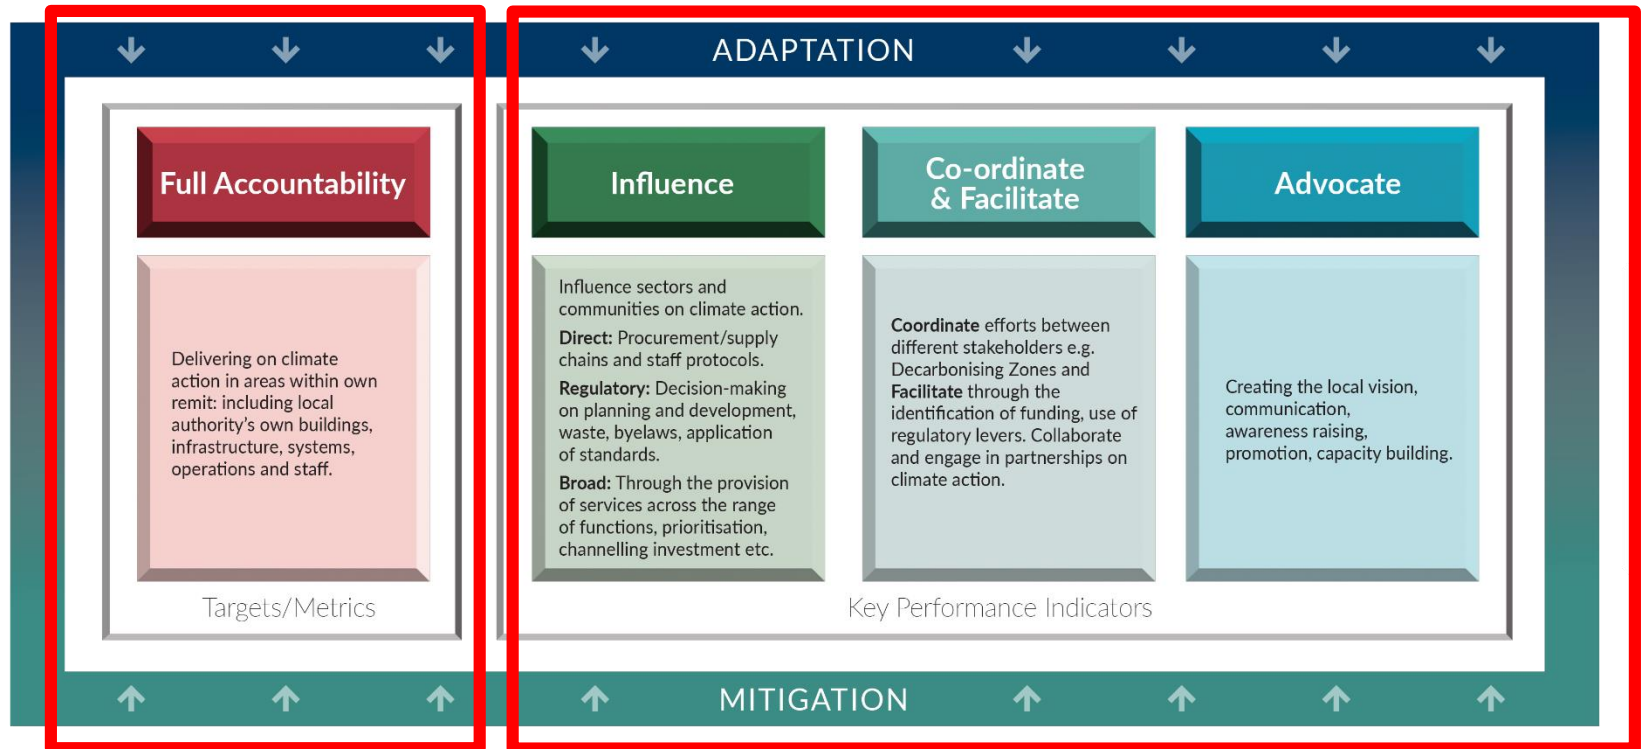 ADAPTATION
Full Accountability
Delivering on climate
action in areas within own
remit: including local
authority's own buildings,
infrastructure, systems,
operations and staff.
Targets/Metrics
Influence
Influence sectors and
communities on climate action.
Direct: Procurement/supply
chains and staff protocols.
Regulatory: Decision-making
on planning and development,
waste, byelaws, application
of standards.
Broad: Through the provision
of services across the range
of functions, prioritisation,
channelling investment etc.
Co-ordinate
& Facilitate
Coordinate efforts between
different stakeholders e.g.
Decarbonising Zones and
Facilitate through the
identification of funding, use of
regulatory levers. Collaborate
and engage in partnerships on
climate action.
Advocate
Creating the local vision,
communication,
awareness raising,
promotion, capacity building.
Key Performance Indicators
MITIGATION